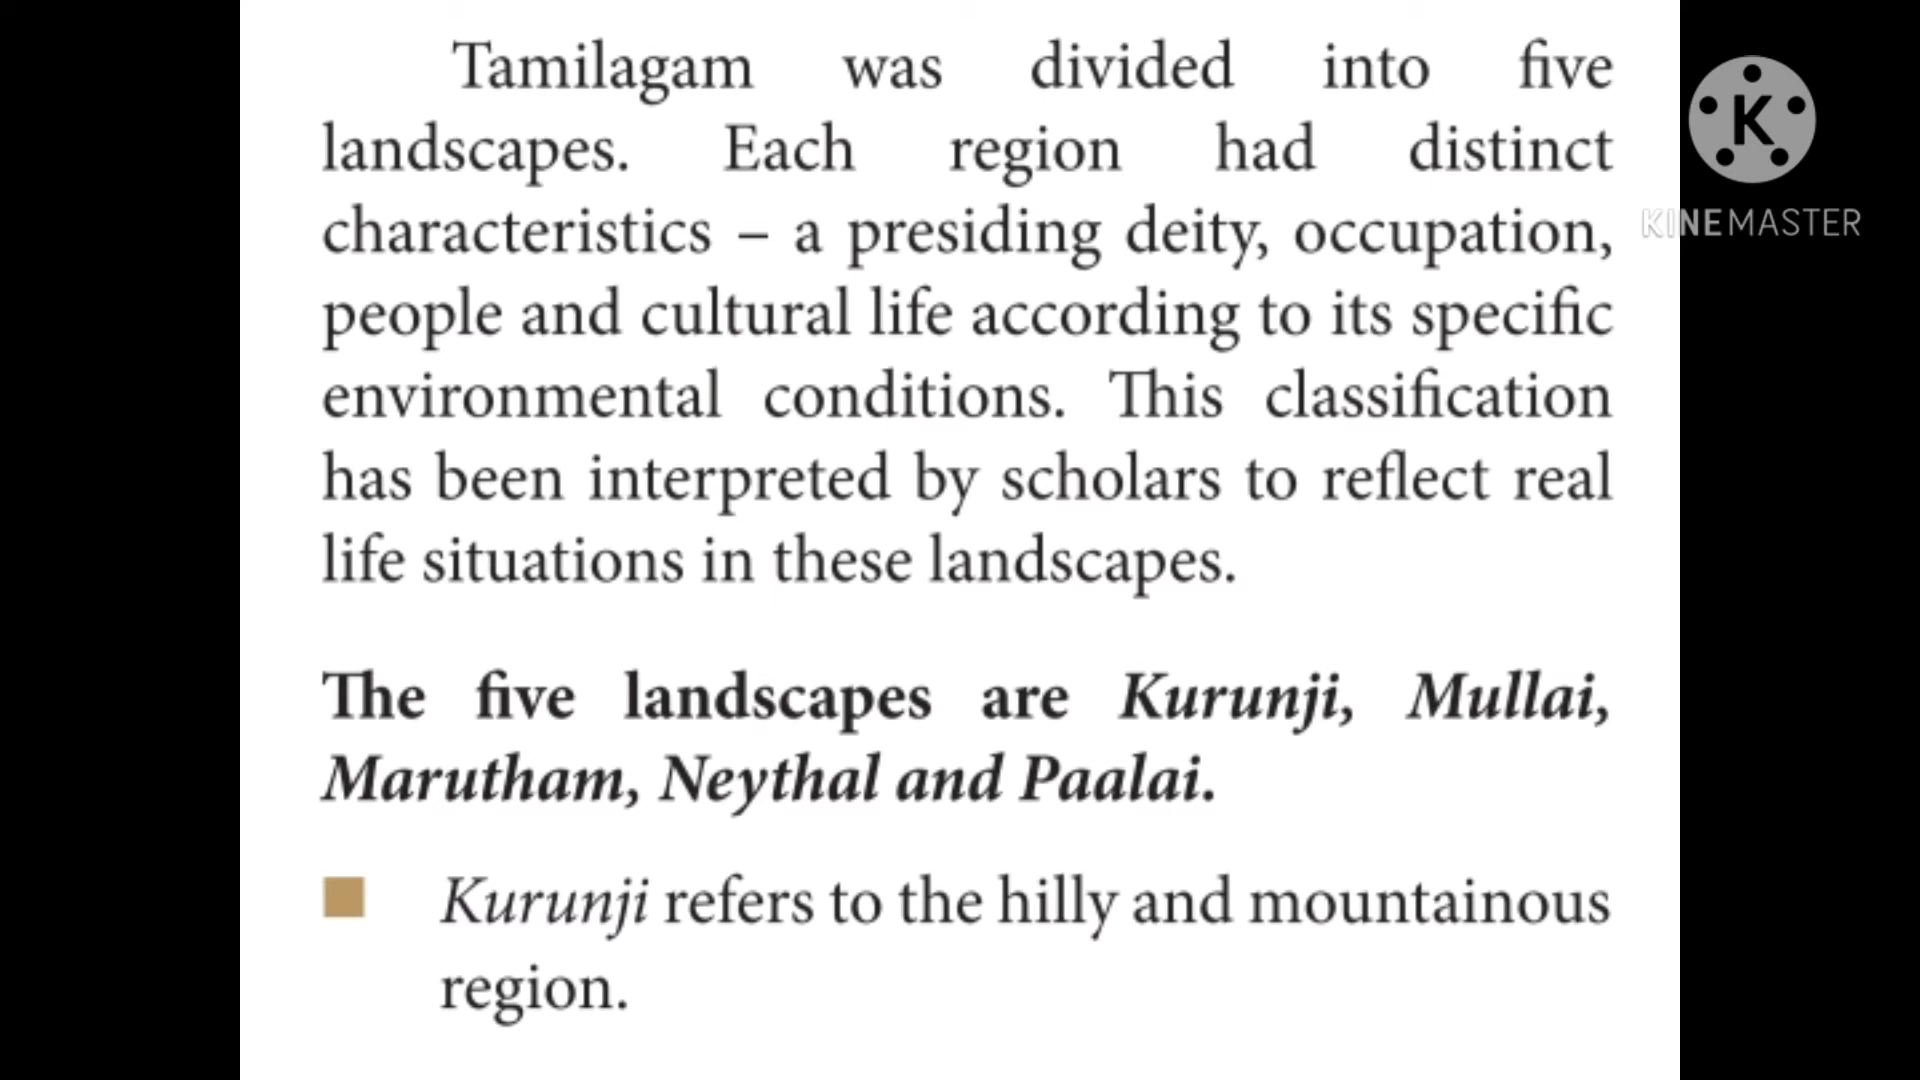 Tamilagam was divided into five
landscapes. Each region had distinct
characteristics – a presiding deity, occupation,
people and cultural life according to its specific
environmental conditions. This classification
has been interpreted by scholars to reflect real
life situations in these landscapes.
The five landscapes are Kurunji, Mullai,
Marutham, Neythal and Paalai.
■ Kurunji refers to the hilly and mountainous
region.
K
KINEMASTER